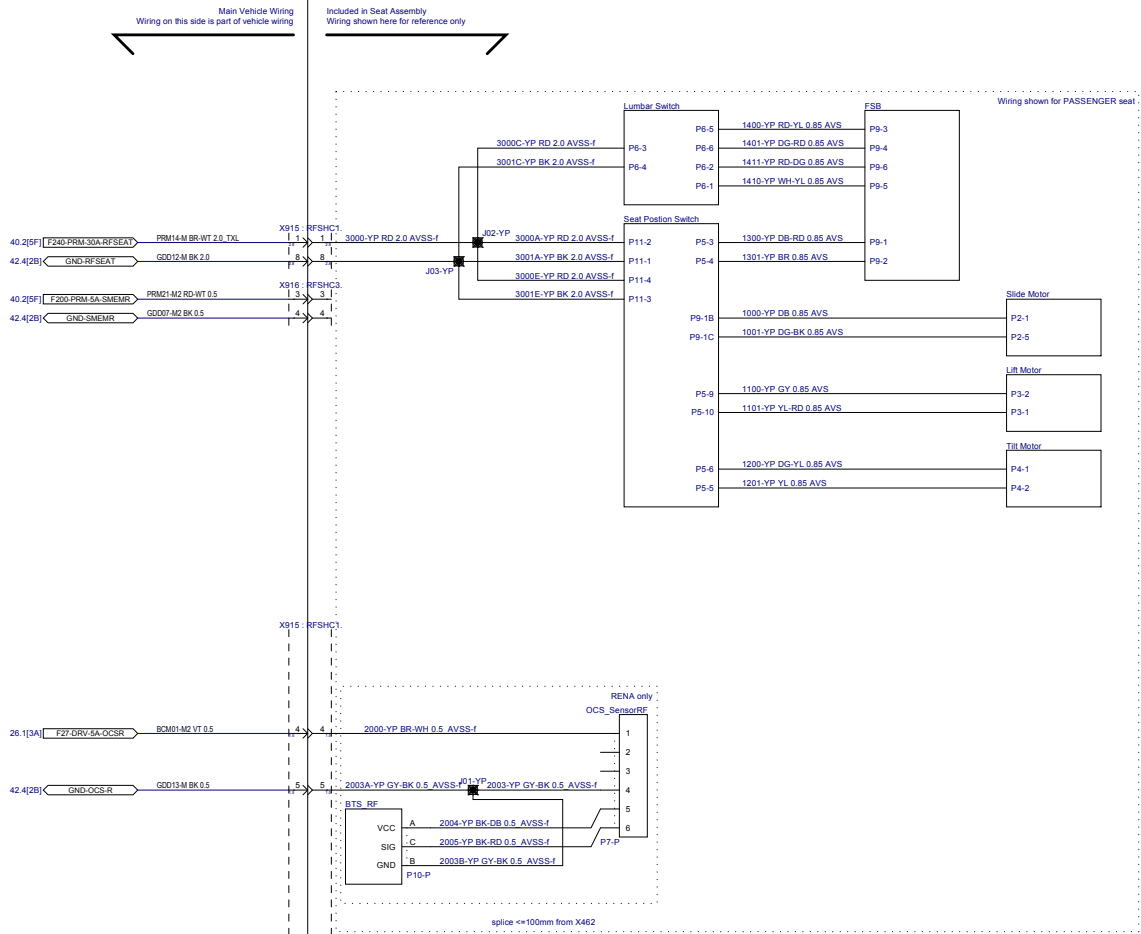 Main Vehicle Wiring
Wiring on this side is part of vehicle wiring
Included in Seat Assembly
Wiring shown here for reference only
Wiring shown for PASSENGER seat
Lumbar Switch
FSB
P6-5 1400-YP RD-YL 0.85 AVS P9-3
3000C-YP RD 2.0 AVSS-f P6-3
P6-6 1401-YP DG-RD 0.85 AVS P9-4
3001C-YP BK 2.0 AVSS-f P6-4
P6-2 1411-YP RD-DG 0.85 AVS P9-6
P6-1 1410-YP WH-YL 0.85 AVS P9-5
Seat Postion Switch
X915 : RFSHC1.
J02-YP
40.2[5F] F240-PRM-30A-RFSEAT PRM14-M BR-WT 2.0_TXL 1 1 3000-YP RD 2.0 AVSS-f 3000A-YP RD 2.0 AVSS-f P11-2 P5-3 1300-YP DB-RD 0.85 AVS P9-1
42.4[2B] GND-RFSEAT GDD12-M BK 2.0 8 8 3001A-YP BK 2.0 AVSS-f P11-1 P5-4 1301-YP BR 0.85 AVS P9-2
J03-YP
3000E-YP RD 2.0 AVSS-f P11-4
X916 : RFSHC3.
40.2[5F] F200-PRM-5A-SMEMR PRM21-M2 RD-WT 0.5 3 3 3001E-YP BK 2.0 AVSS-f P11-3
Slide Motor
42.4[2B] GND-SMEMR GDD07-M2 BK 0.5 4 4 P9-1B 1000-YP DB 0.85 AVS P2-1
P9-1C 1001-YP DG-BK 0.85 AVS P2-5
Lift Motor
P5-9 1100-YP GY 0.85 AVS P3-2
P5-10 1101-YP YL-RD 0.85 AVS P3-1
Tilt Motor
P5-6 1200-YP DG-YL 0.85 AVS P4-1
P5-5 1201-YP YL 0.85 AVS P4-2
X915 : RFSHC1.
RENA only
OCS_SensorRF
26.1[3A] F27-DRV-5A-OCSR BCM01-M2 VT 0.5 4 4 2000-YP BR-WH 0.5_AVSS-f 1
2
3
42.4[2B] GND-OCS-R GDD13-M BK 0.5 5 5 2003A-YP GY-BK 0.5_AVSS-f J01-YP 2003-YP GY-BK 0.5_AVSS-f 4
BTS_RF
5
VCC A 2004-YP BK-DB 0.5_AVSS-f 6
SIG C 2005-YP BK-RD 0.5_AVSS-f P7-P
GND B 2003B-YP GY-BK 0.5_AVSS-f
P10-P
splice <=100mm from X462